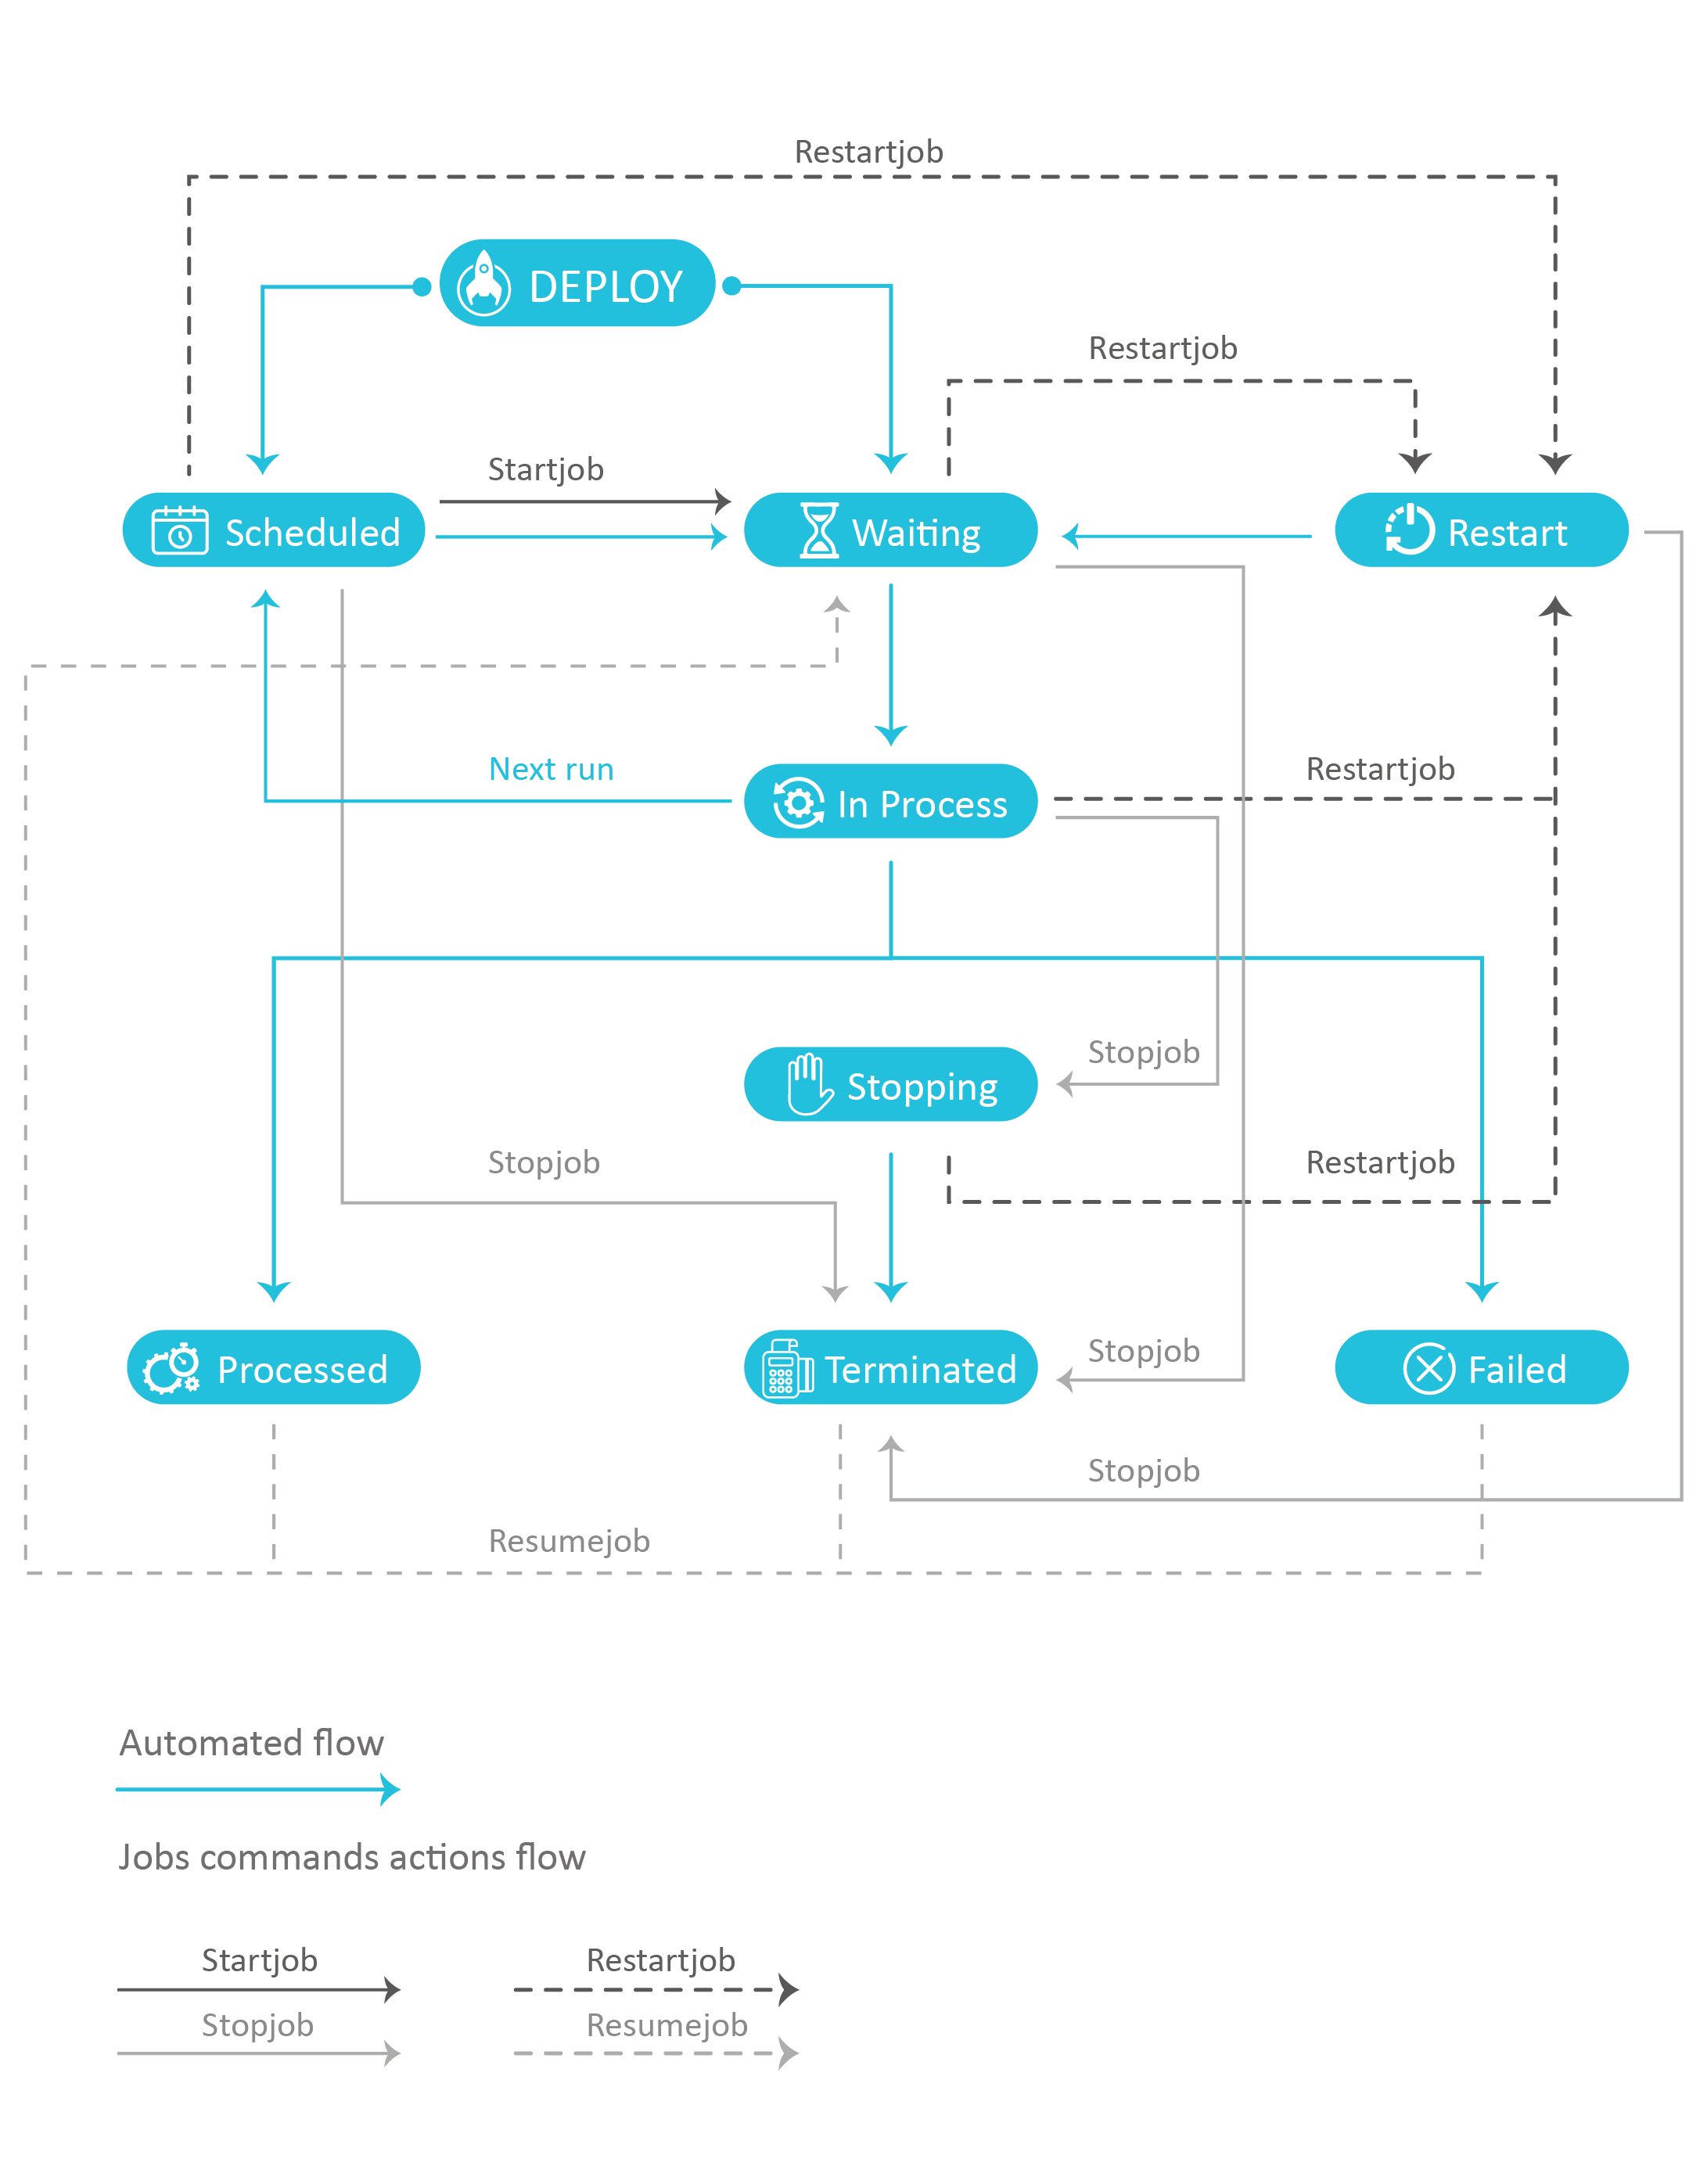 Restartjob
DEPLOY
Restartjob
Startjob
Scheduled
Waiting
Restart
Next run
Restartjob
In Process
Stopjob
Stopping
Stopjob
Restartjob
Stopjob
Processed
Terminated
Failed
Stopjob
Resumejob
Automated flow
Jobs commands actions flow
Startjob
Restartjob
Stopjob
Resumejob